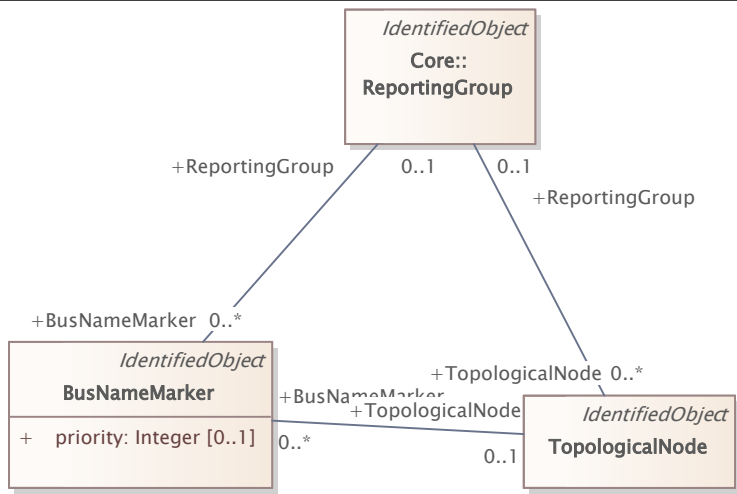 IdentifiedObject
Core::
ReportingGroup
+ReportingGroup
0..1
0..1
+ReportingGroup
+BusNameMarker 0..*
+TopologicalNode 0..*
IdentifiedObject
BusNameMarker
+ priority: Integer [0..1]
+BusNameMarker
+TopologicalNode
0..*
0..1
IdentifiedObject
TopologicalNode